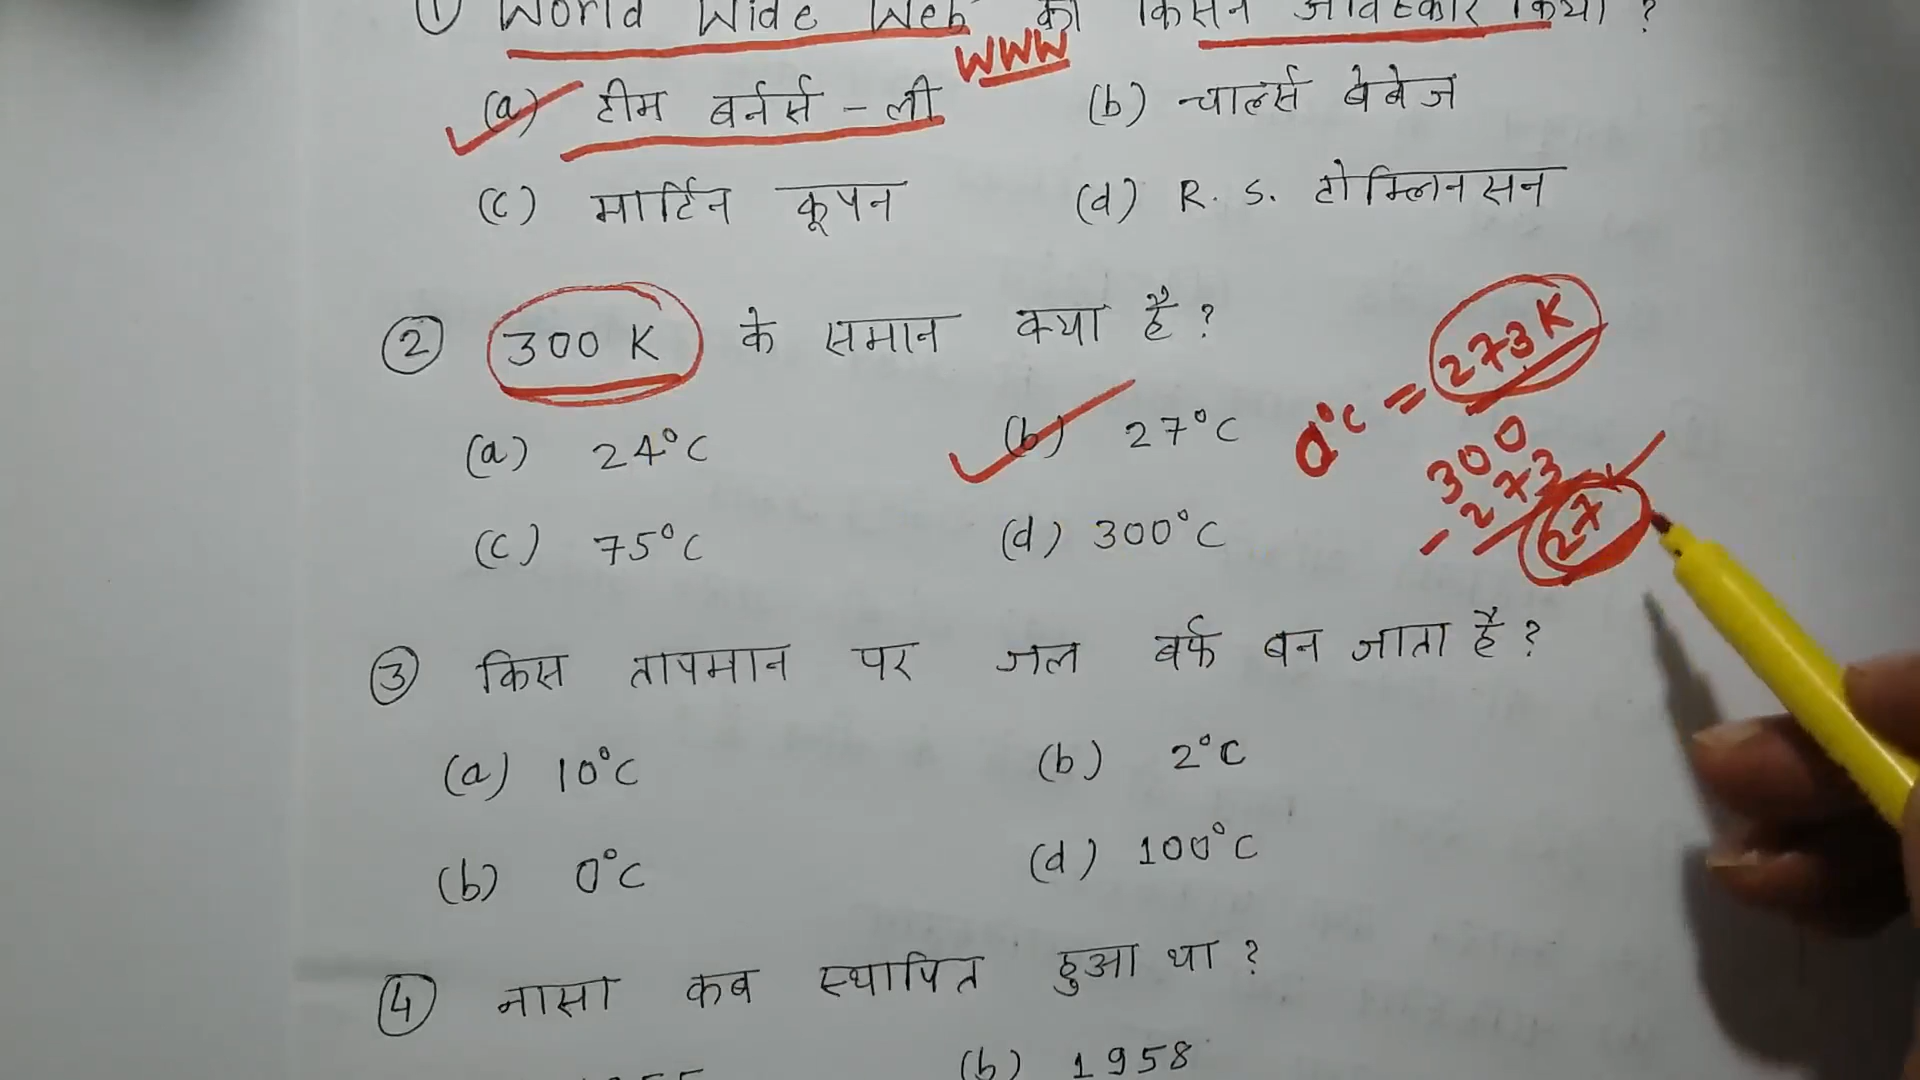 ① World Wide Web का किसने आविष्कार किया ?
WWW
(a) टीम बर्नर्स - ली (b) चार्ल्स बेबेज
(c) मार्टिन कूपन (d) R. S. टोम्लिनसन
② 300 K के समान क्या है ?
0°C = 273 K
(a) 24°C (b) 27°C
300
- 273
27
(c) 75°C (d) 300°C
③ किस तापमान पर जल बर्फ बन जाता है ?
(a) 10°C (b) 2°C
(b) 0°C (d) 100°C
④ नासा कब स्थापित हुआ था ?
(b) 1958